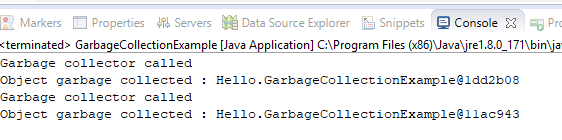 Markers Properties Servers Data Source Explorer Snippets Console
<terminated> GarbageCollectionExample [Java Application] C:\Program Files (x86)\Java\jre1.8.0_171\bin\ja
Garbage collector called
Object garbage collected : Hello.GarbageCollectionExample@1dd2b08
Garbage collector called
Object garbage collected : Hello.GarbageCollectionExample@11ac943